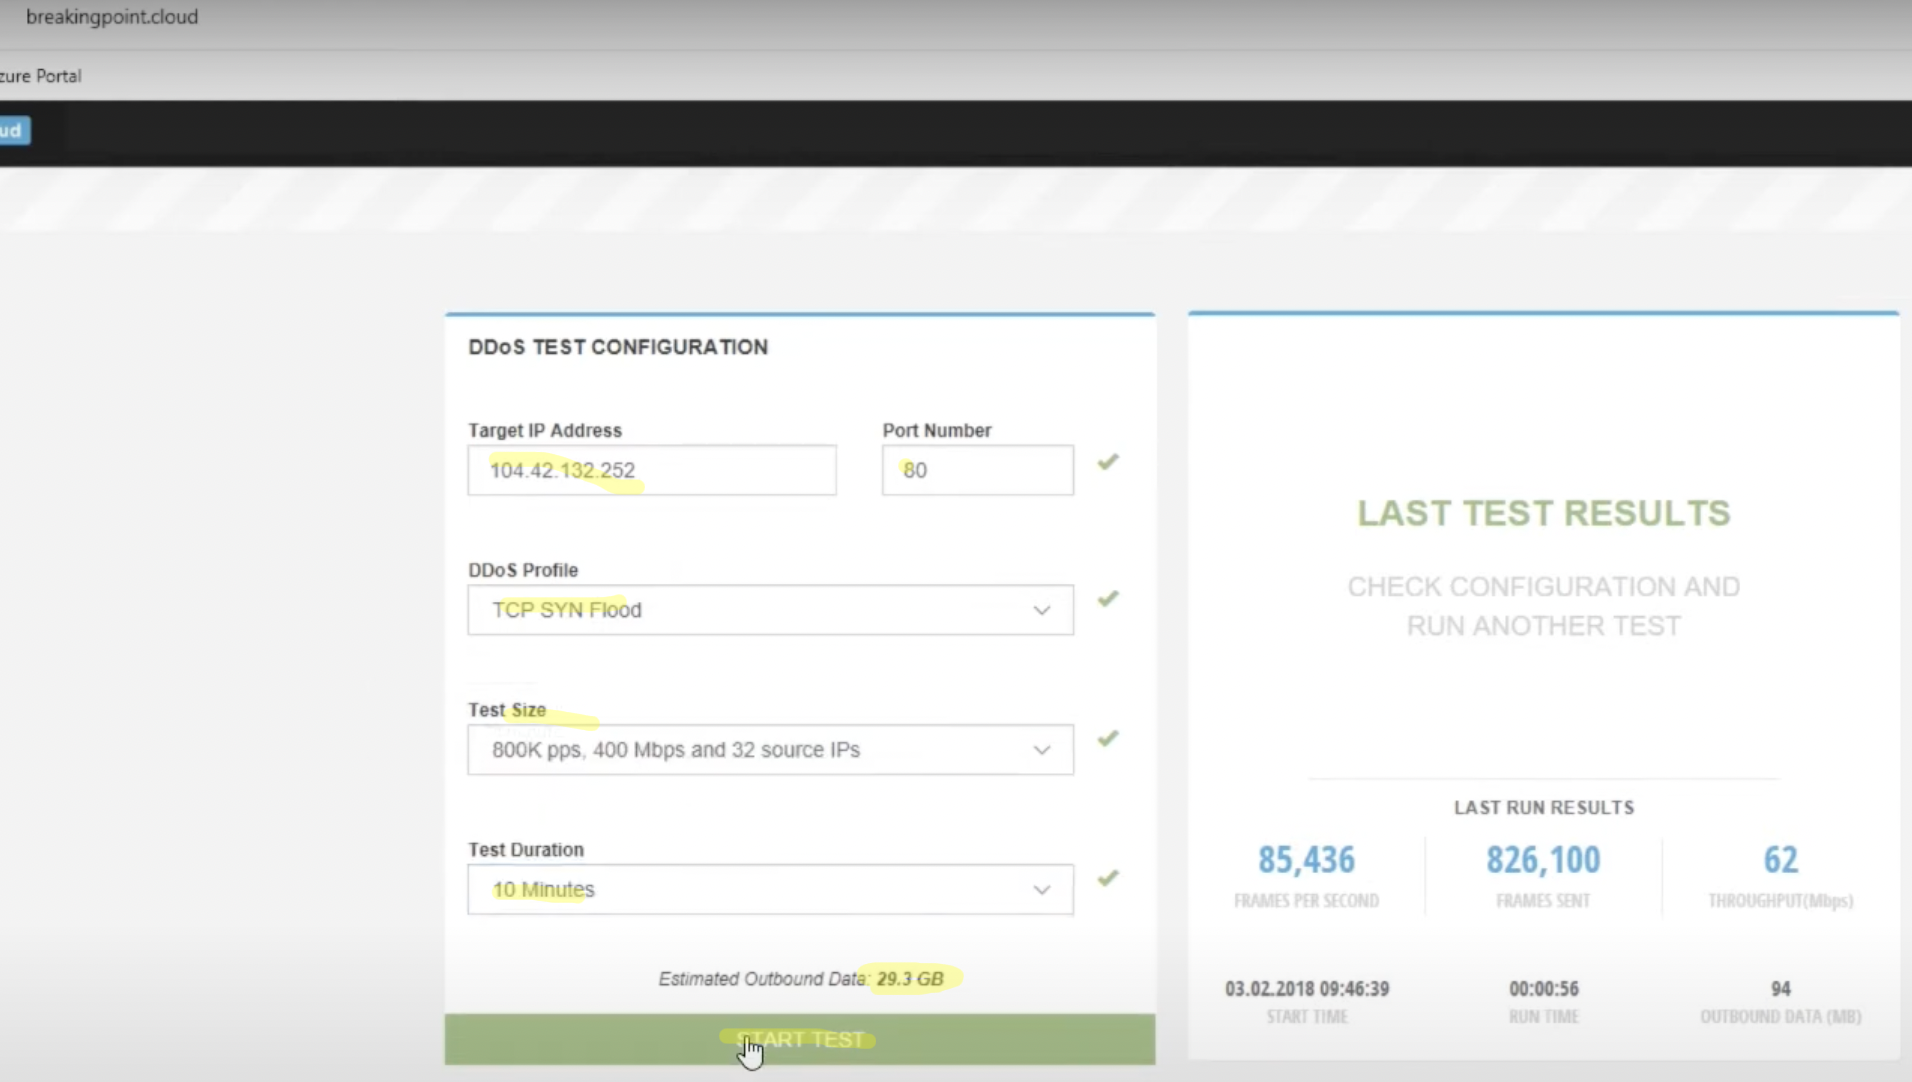 breakingpoint.cloud
zure Portal
ud
DDoS TEST CONFIGURATION
Target IP Address
Port Number
104.42.132.252
80
DDoS Profile
TCP SYN Flood
Test Size
800K pps, 400 Mbps and 32 source IPs
Test Duration
10 Minutes
Estimated Outbound Data: 29.3 GB
START TEST
LAST TEST RESULTS
CHECK CONFIGURATION AND
RUN ANOTHER TEST
LAST RUN RESULTS
85,436
826,100
62
FRAMES PER SECOND
FRAMES SENT
THROUGHPUT(Mbps)
03.02.2018 09:46:39
00:00:56
94
START TIME
RUN TIME
OUTBOUND DATA (MB)